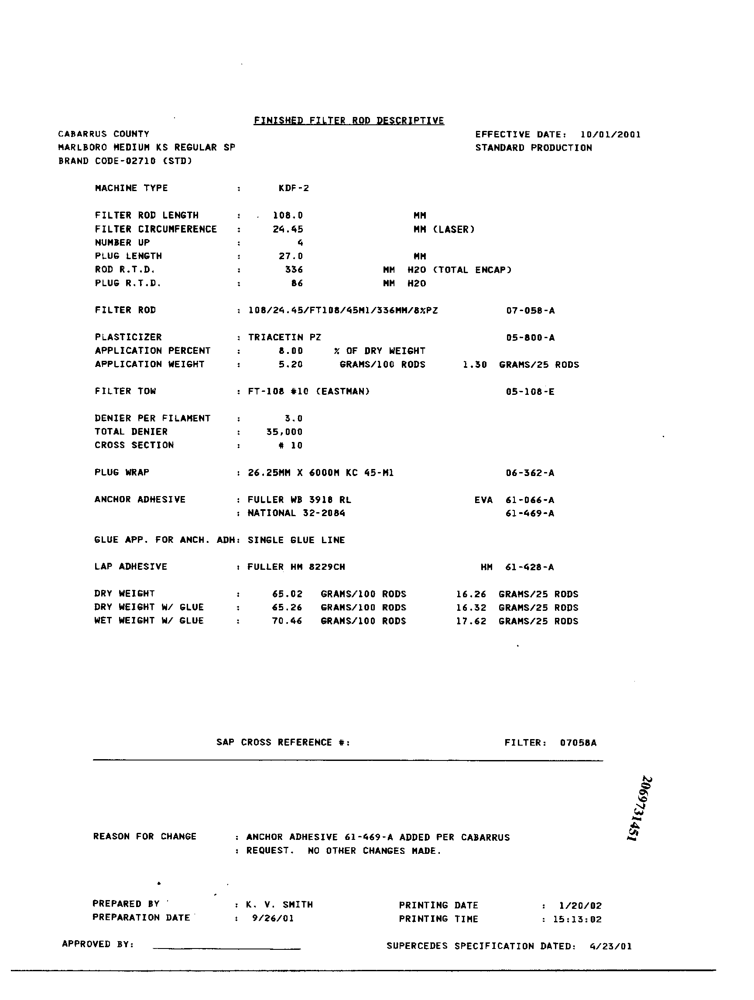 FINISHED FILTER ROD DESCRIPTIVE
CABARRUS COUNTY EFFECTIVE DATE: 10/01/2001
MARLBORO MEDIUM KS REGULAR SP STANDARD PRODUCTION
BRAND CODE-02710 (STD)
MACHINE TYPE : KDF-2
FILTER ROD LENGTH : 108.0 MM
FILTER CIRCUMFERENCE : 24.45 MM (LASER)
NUMBER UP : 4
PLUG LENGTH : 27.0 MM
ROD R.T.D. : 336 MM H2O (TOTAL ENCAP)
PLUG R.T.D. : 86 MM H2O
FILTER ROD : 108/24.45/FT108/45M1/336MM/8%PZ 07-058-A
PLASTICIZER : TRIACETIN PZ 05-800-A
APPLICATION PERCENT : 8.00 % OF DRY WEIGHT
APPLICATION WEIGHT : 5.20 GRAMS/100 RODS 1.30 GRAMS/25 RODS
FILTER TOW : FT-108 #10 (EASTMAN) 05-108-E
DENIER PER FILAMENT : 3.0
TOTAL DENIER : 35,000
CROSS SECTION : # 10
PLUG WRAP : 26.25MM X 6000M KC 45-M1 06-362-A
ANCHOR ADHESIVE : FULLER WB 3918 RL EVA 61-066-A
: NATIONAL 32-2084 61-469-A
GLUE APP. FOR ANCH. ADH: SINGLE GLUE LINE
LAP ADHESIVE : FULLER HM 8229CH HM 61-428-A
DRY WEIGHT : 65.02 GRAMS/100 RODS 16.26 GRAMS/25 RODS
DRY WEIGHT W/ GLUE : 65.26 GRAMS/100 RODS 16.32 GRAMS/25 RODS
WET WEIGHT W/ GLUE : 70.46 GRAMS/100 RODS 17.62 GRAMS/25 RODS
SAP CROSS REFERENCE #: FILTER: 07058A
2069731451
REASON FOR CHANGE : ANCHOR ADHESIVE 61-469-A ADDED PER CABARRUS
: REQUEST. NO OTHER CHANGES MADE.
PREPARED BY : K. V. SMITH PRINTING DATE : 1/20/02
PREPARATION DATE : 9/26/01 PRINTING TIME : 15:13:02
APPROVED BY: SUPERCEDES SPECIFICATION DATED: 4/23/01